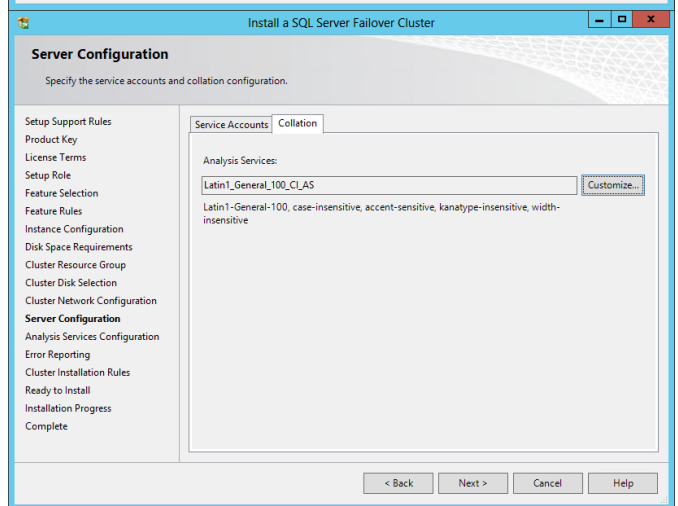 Install a SQL Server Failover Cluster
Server Configuration
Specify the service accounts and collation configuration.
Setup Support Rules
Product Key
License Terms
Setup Role
Feature Selection
Feature Rules
Instance Configuration
Disk Space Requirements
Cluster Resource Group
Cluster Disk Selection
Cluster Network Configuration
Server Configuration
Analysis Services Configuration
Error Reporting
Cluster Installation Rules
Ready to Install
Installation Progress
Complete
Service Accounts Collation
Analysis Services:
Latin1_General_100_CI_AS Customize...
Latin1-General-100, case-insensitive, accent-sensitive, kanatype-insensitive, width-
insensitive
< Back Next > Cancel Help